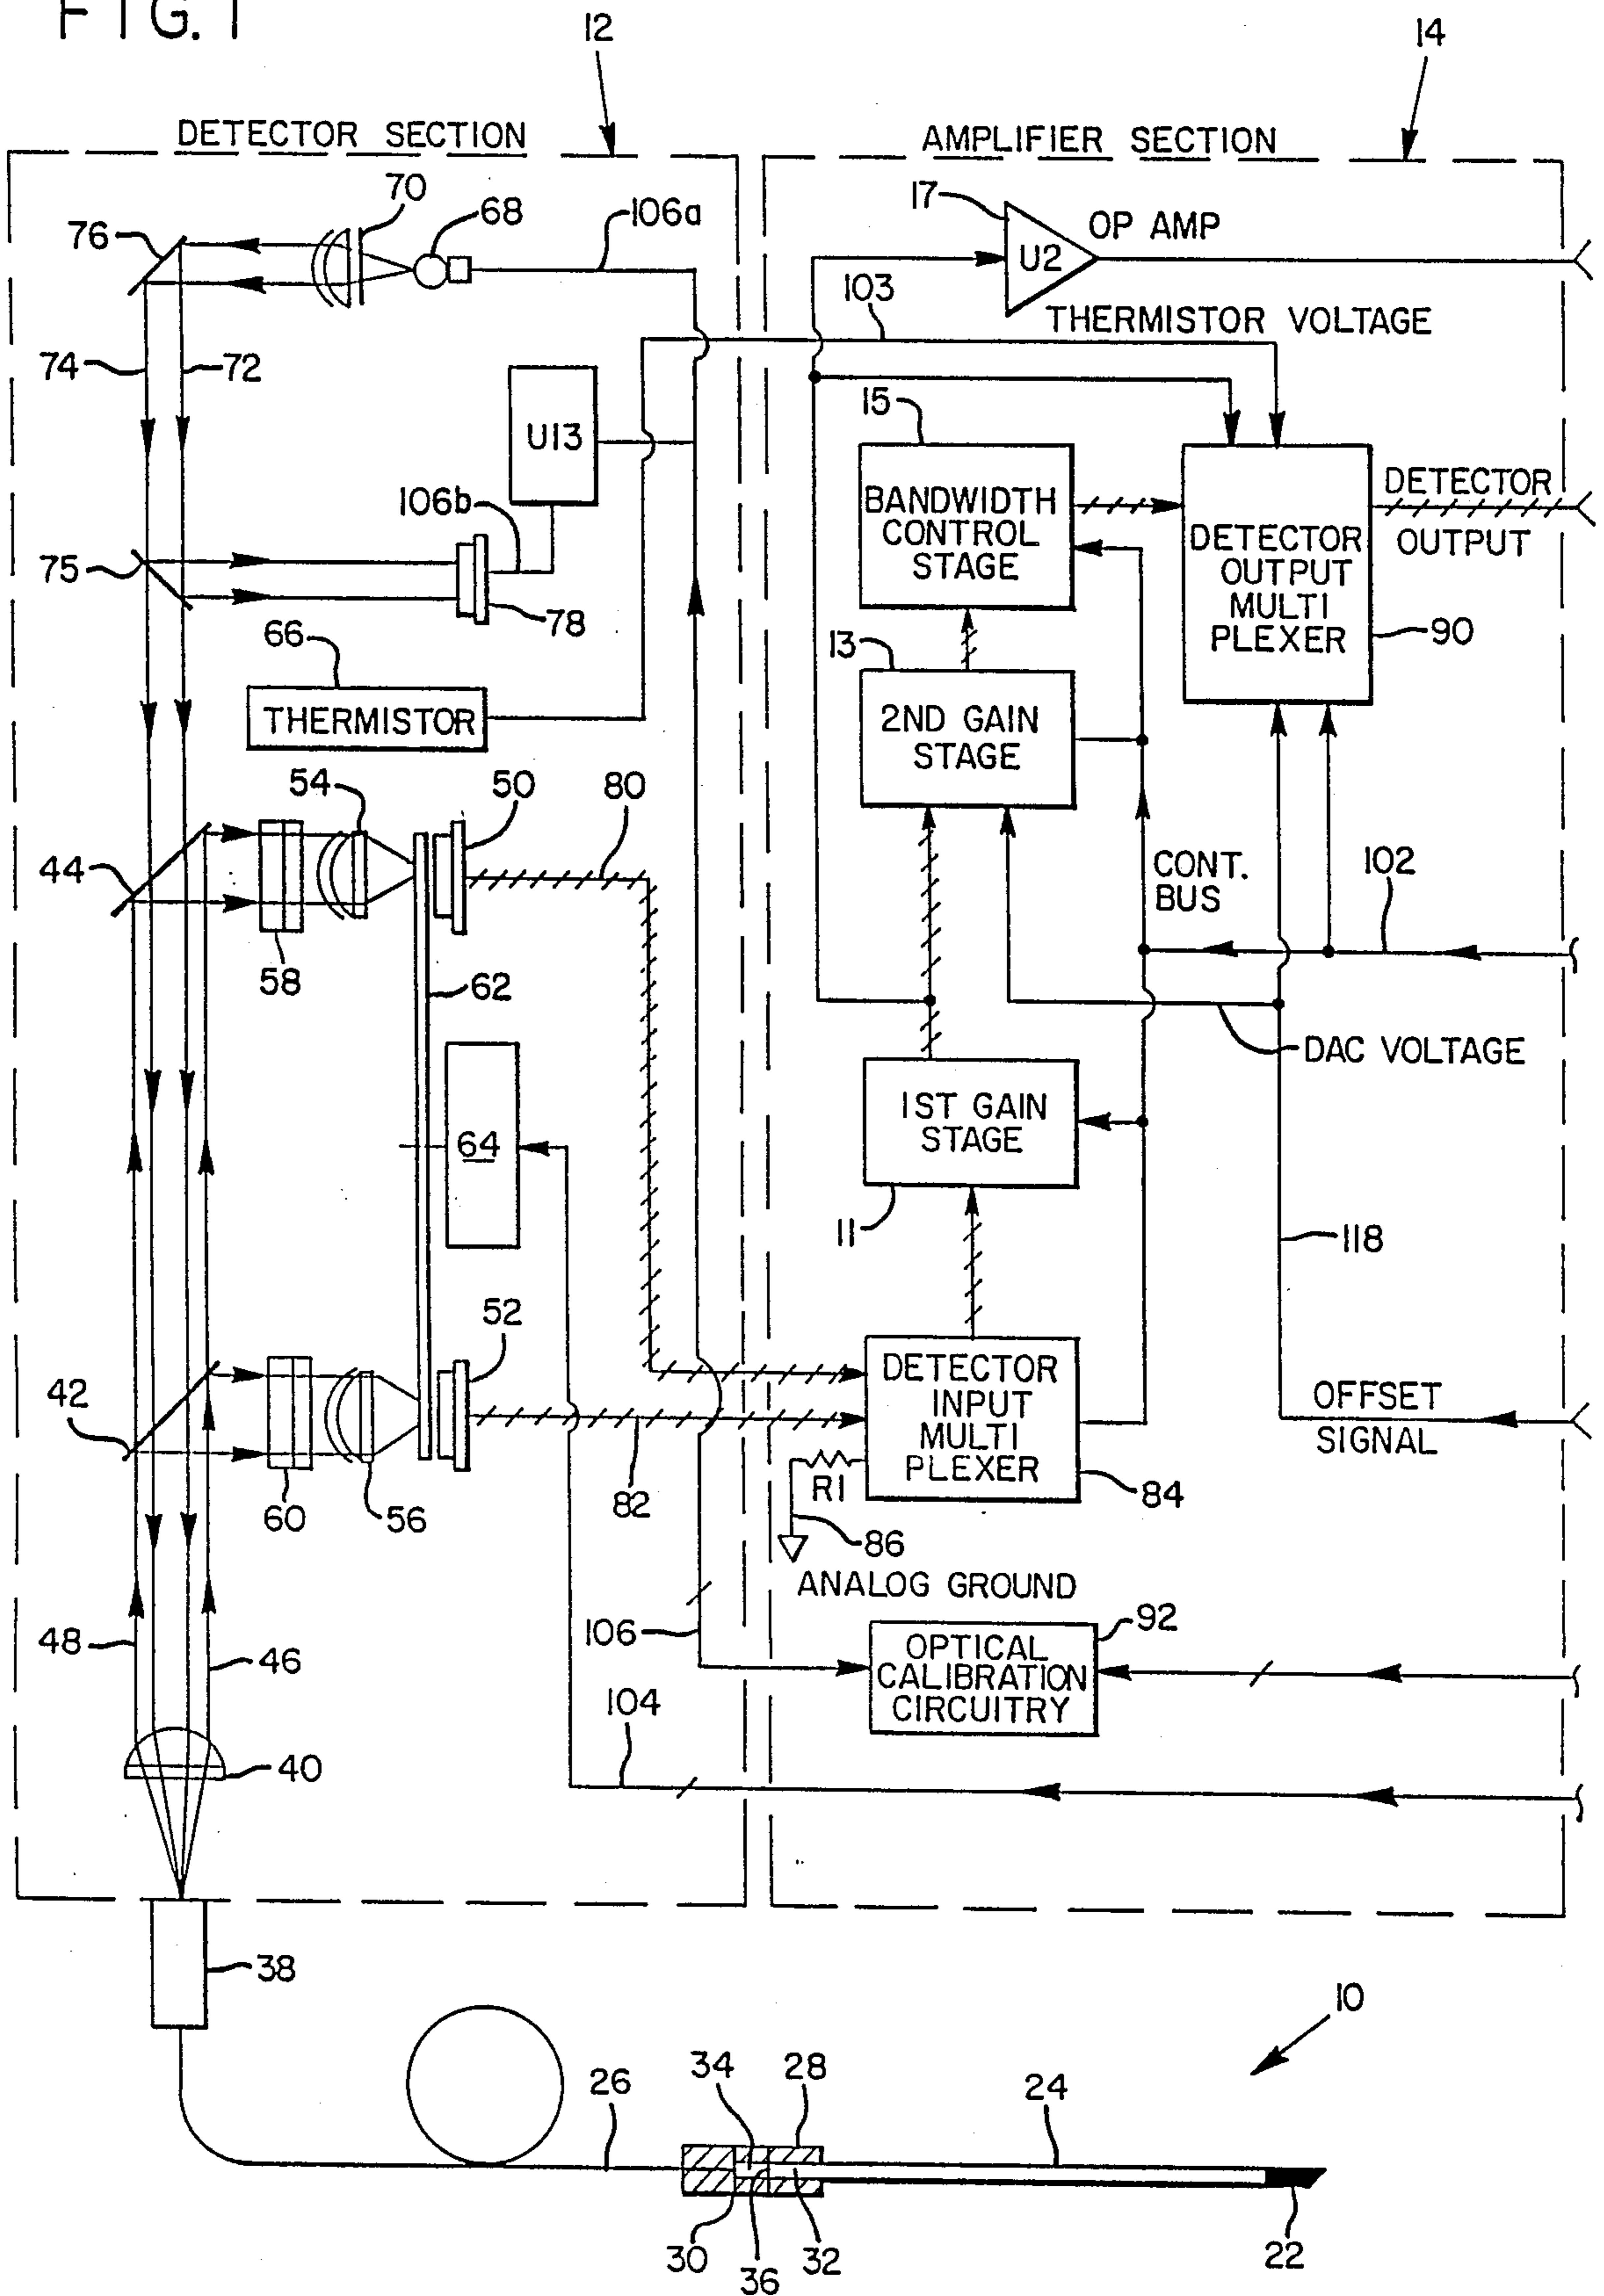 FIG. 1
12
14
DETECTOR SECTION
AMPLIFIER SECTION
70
68
106a
76
17
U2
OP AMP
103
THERMISTOR VOLTAGE
74
72
U13
15
BANDWIDTH
CONTROL
STAGE
DETECTOR
OUTPUT
MULTI
PLEXER
DETECTOR
OUTPUT
106b
75
78
66
THERMISTOR
13
90
2ND GAIN
STAGE
54
50
80
44
58
62
CONT.
BUS
102
DAC VOLTAGE
64
1ST GAIN
STAGE
11
118
52
42
60
56
82
DETECTOR
INPUT
MULTI
PLEXER
R1
84
86
ANALOG GROUND
OFFSET
SIGNAL
48
46
106
OPTICAL
CALIBRATION
CIRCUITRY
92
104
40
38
10
26
34
28
24
30
36
32
22